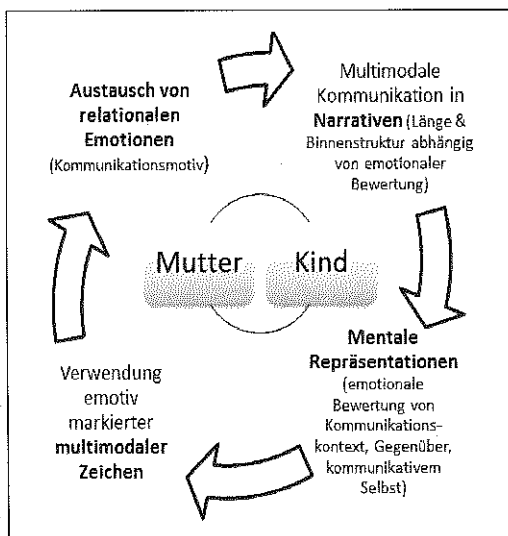 Austausch von
relationalen
Emotionen
(Kommunikationsmotiv)
Multimodale
Kommunikation in
Narrativen (Länge &
Binnenstruktur abhängig
von emotionaler
Bewertung)
Mutter Kind
Mentale
Repräsentationen
(emotionale
Bewertung von
Kommunikations-
kontext, Gegenüber,
kommunikativem
Selbst)
Verwendung
emotiv
markierter
multimodaler
Zeichen